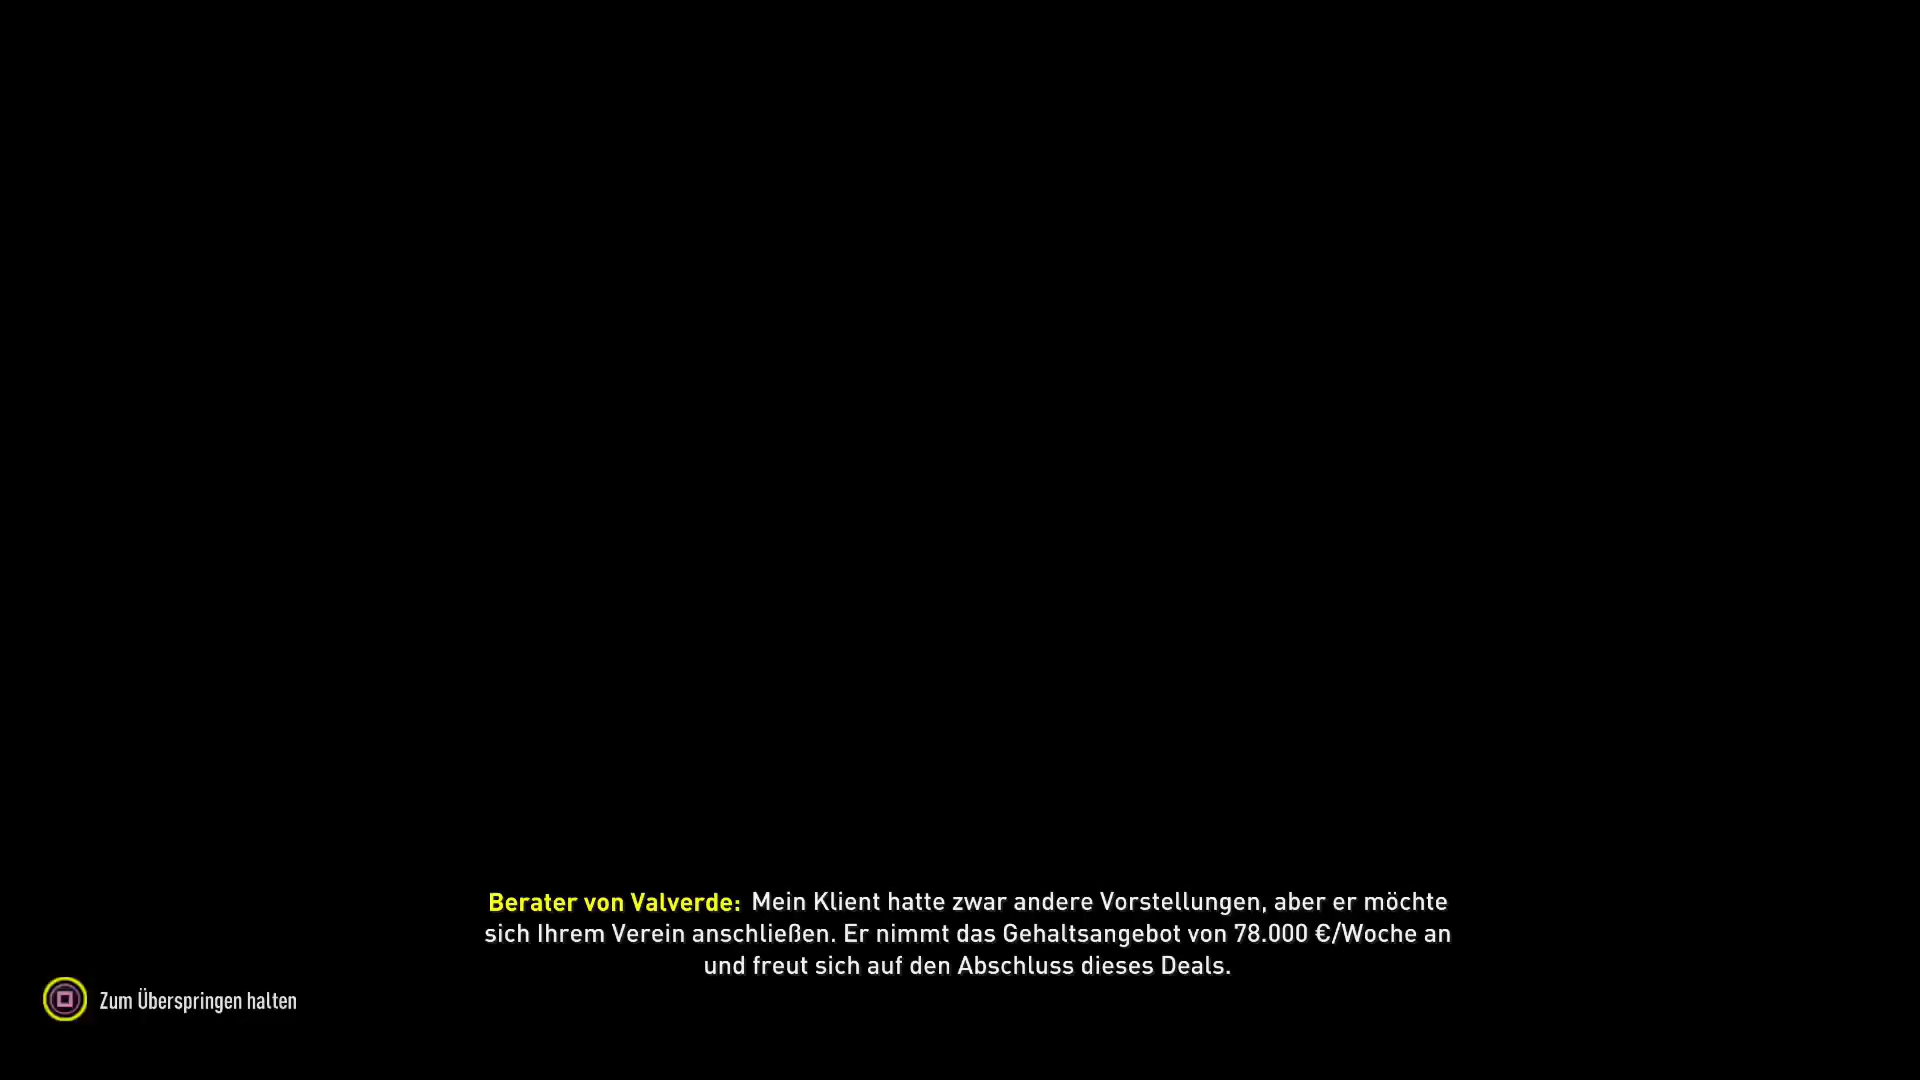 Berater von Valverde: Mein Klient hatte zwar andere Vorstellungen, aber er möchte
sich Ihrem Verein anschließen. Er nimmt das Gehaltsangebot von 78.000 €/Woche an
und freut sich auf den Abschluss dieses Deals.
Zum Überspringen halten